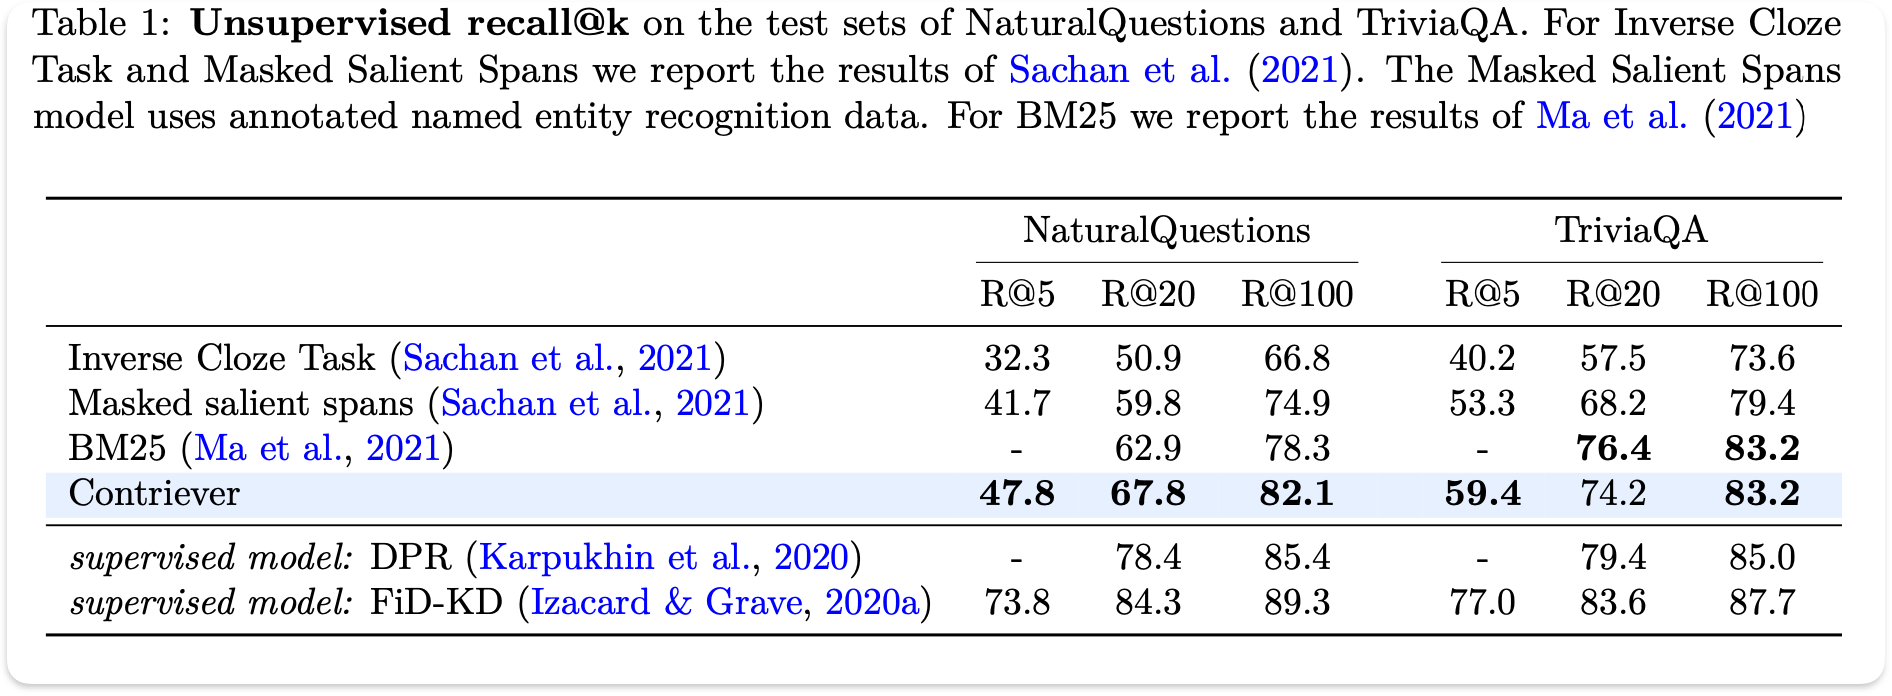 Table 1: Unsupervised recall@k on the test sets of NaturalQuestions and TriviaQA. For Inverse Cloze
Task and Masked Salient Spans we report the results of Sachan et al. (2021). The Masked Salient Spans
model uses annotated named entity recognition data. For BM25 we report the results of Ma et al. (2021)
NaturalQuestions TriviaQA
R@5 R@20 R@100 R@5 R@20 R@100
Inverse Cloze Task (Sachan et al., 2021) 32.3 50.9 66.8 40.2 57.5 73.6
Masked salient spans (Sachan et al., 2021) 41.7 59.8 74.9 53.3 68.2 79.4
BM25 (Ma et al., 2021) - 62.9 78.3 - 76.4 83.2
Contriever 47.8 67.8 82.1 59.4 74.2 83.2
supervised model: DPR (Karpukhin et al., 2020) - 78.4 85.4 - 79.4 85.0
supervised model: FiD-KD (Izacard & Grave, 2020a) 73.8 84.3 89.3 77.0 83.6 87.7